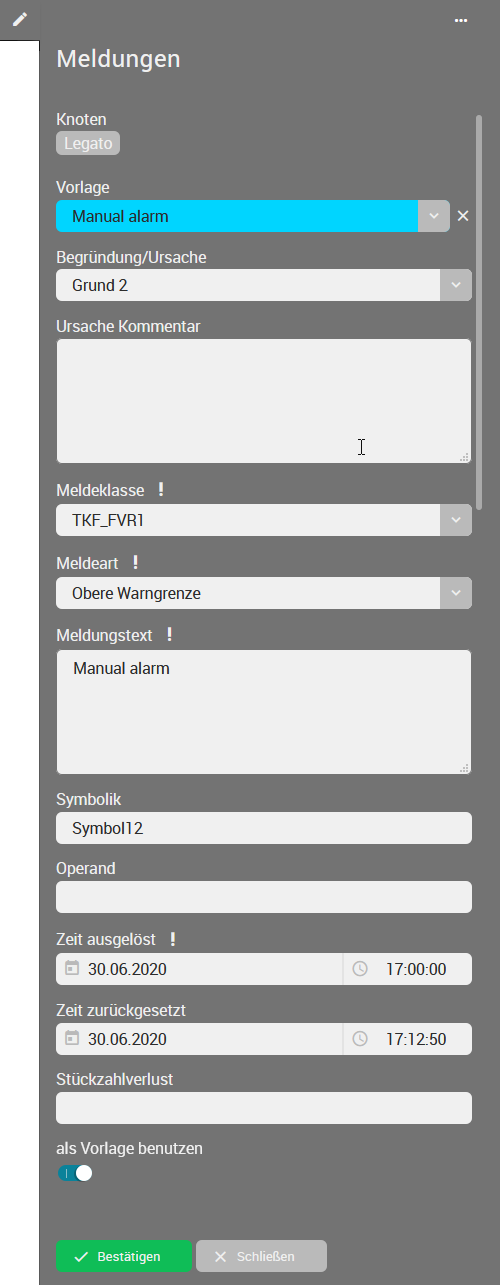 Meldungen
Knoten
Legato
Vorlage
Manual alarm
Begründung/Ursache
Grund 2
Ursache Kommentar
Meldeklasse !
TKF_FVR1
Meldeart !
Obere Warngrenze
Meldungstext !
Manual alarm
Symbolik
Symbol12
Operand
Zeit ausgelöst !
30.06.2020 17:00:00
Zeit zurückgesetzt
30.06.2020 17:12:50
Stückzahlverlust
als Vorlage benutzen
Bestätigen Schließen